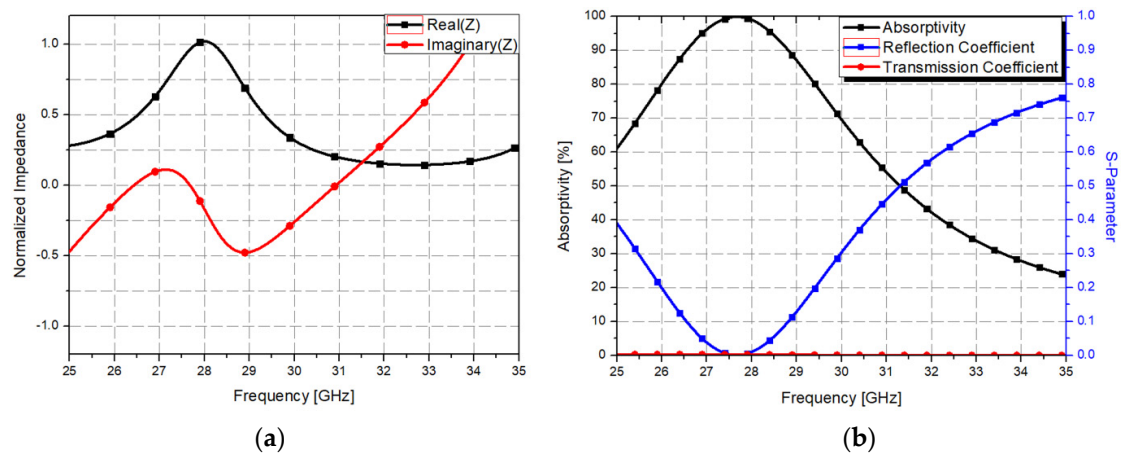 Real(Z)
Imaginary(Z)
Normalized Impedance
1.0
0.5
0.0
-0.5
-1.0
25 26 27 28 29 30 31 32 33 34 35
Frequency [GHz]
(a)
Absorptivity
Reflection Coefficient
Transmission Coefficient
Absorptivity [%]
100
90
80
70
60
50
40
30
20
10
0
S-Parameter
1.0
0.9
0.8
0.7
0.6
0.5
0.4
0.3
0.2
0.1
0.0
25 26 27 28 29 30 31 32 33 34 35
Frequency [GHz]
(b)